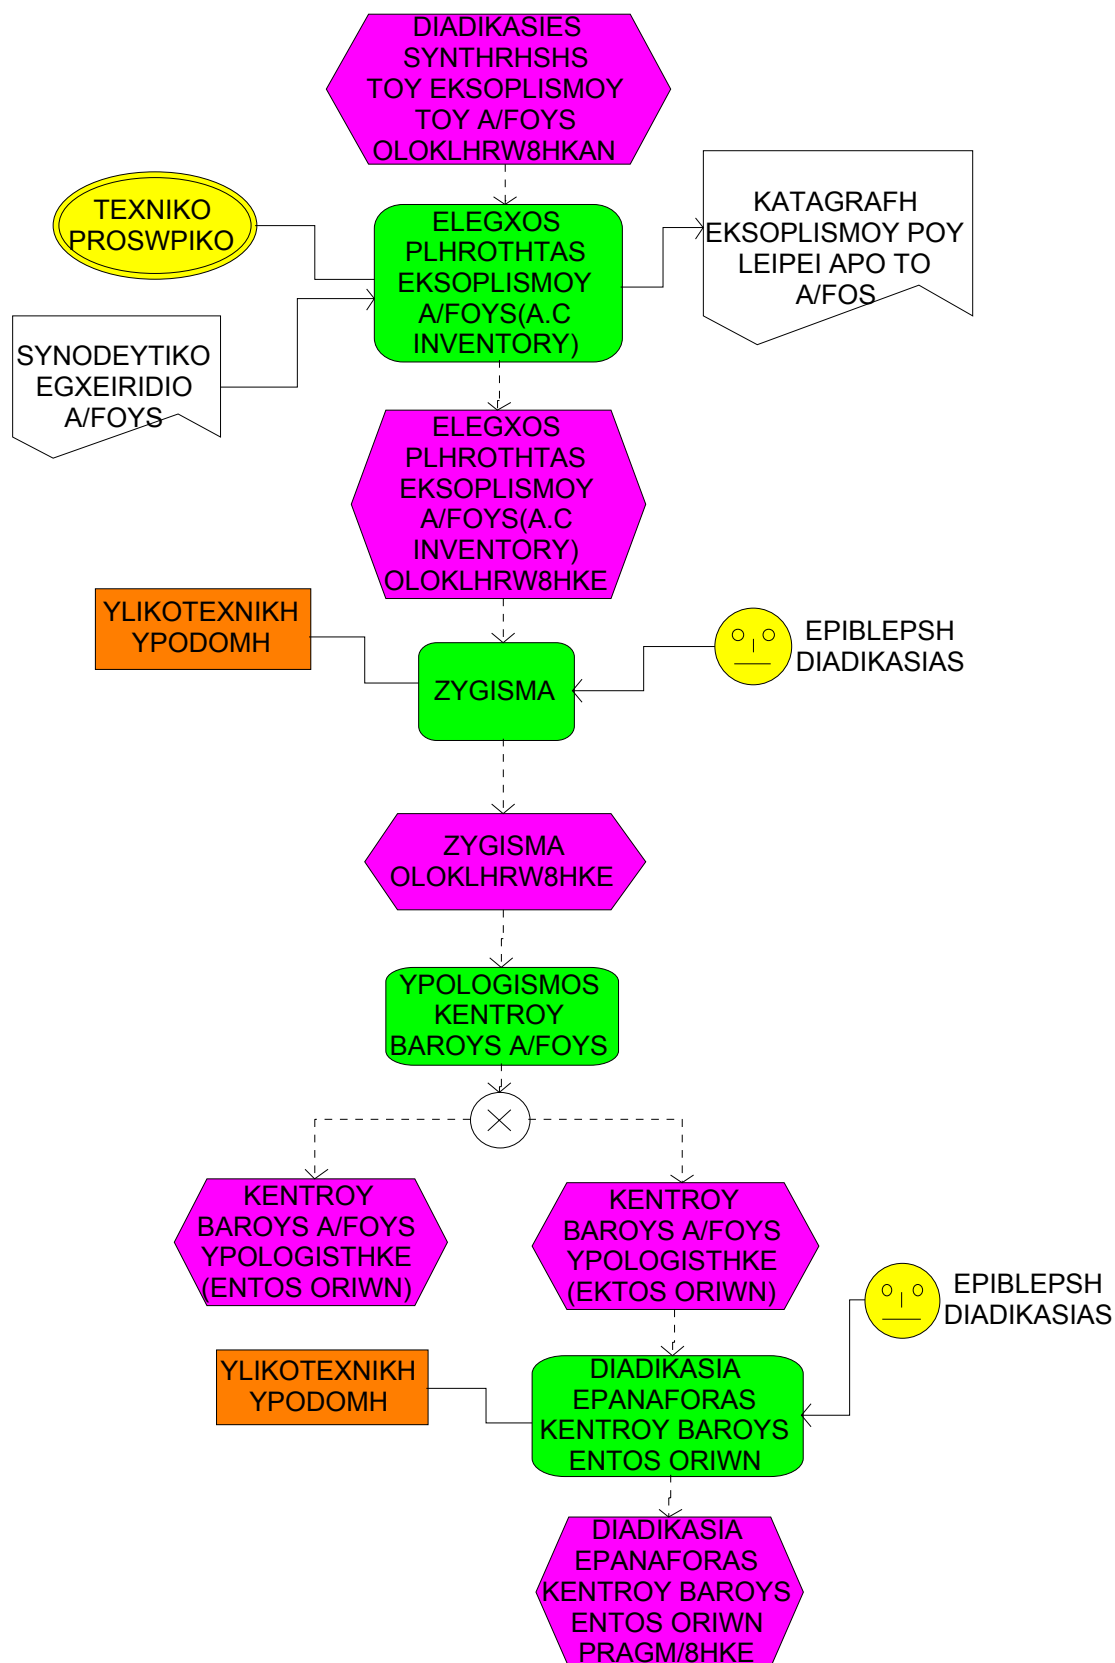 DIADIKASIES
SYNTHRHSHS
TOY EKSOPLISMOY
TOY A/FOYS
OLOKLHRW8HKAN
TEXNIKO
PROSWPIKO
ELEGXOS
PLHROTHTAS
EKSOPLISMOY
A/FOYS(A.C
INVENTORY)
KATAGRAFH
EKSOPLISMOY POY
LEIPEI APO TO
A/FOS
SYNODEYTIKO
EGXEIRIDIO
A/FOYS
ELEGXOS
PLHROTHTAS
EKSOPLISMOY
A/FOYS(A.C
INVENTORY)
OLOKLHRW8HKE
YLIKOTEXNIKH
YPODOMH
ZYGISMA
EPIBLEPSH
DIADIKASIAS
ZYGISMA
OLOKLHRW8HKE
YPOLOGISMOS
KENTROY
BAROYS A/FOYS
KENTROY
BAROYS A/FOYS
YPOLOGISTHKE
(ENTOS ORIWN)
KENTROY
BAROYS A/FOYS
YPOLOGISTHKE
(EKTOS ORIWN)
EPIBLEPSH
DIADIKASIAS
YLIKOTEXNIKH
YPODOMH
DIADIKASIA
EPANAFORAS
KENTROY BAROYS
ENTOS ORIWN
DIADIKASIA
EPANAFORAS
KENTROY BAROYS
ENTOS ORIWN
PRAGM/8HKE